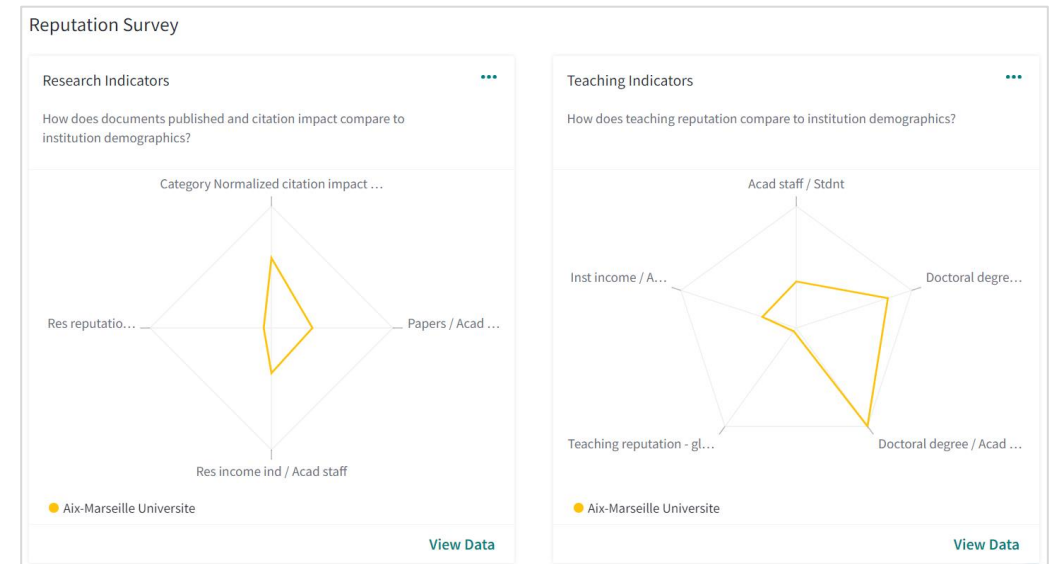 Reputation Survey
Research Indicators
•••
How does documents published and citation impact compare to
institution demographics?
Category Normalized citation impact …
Res reputatio…
Papers / Acad …
Res income ind / Acad staff
Aix-Marseille Universite
View Data
Teaching Indicators
•••
How does teaching reputation compare to institution demographics?
Acad staff / Stdnt
Inst income / A…
Doctoral degre…
Teaching reputation - gl…
Doctoral degree / Acad …
Aix-Marseille Universite
View Data